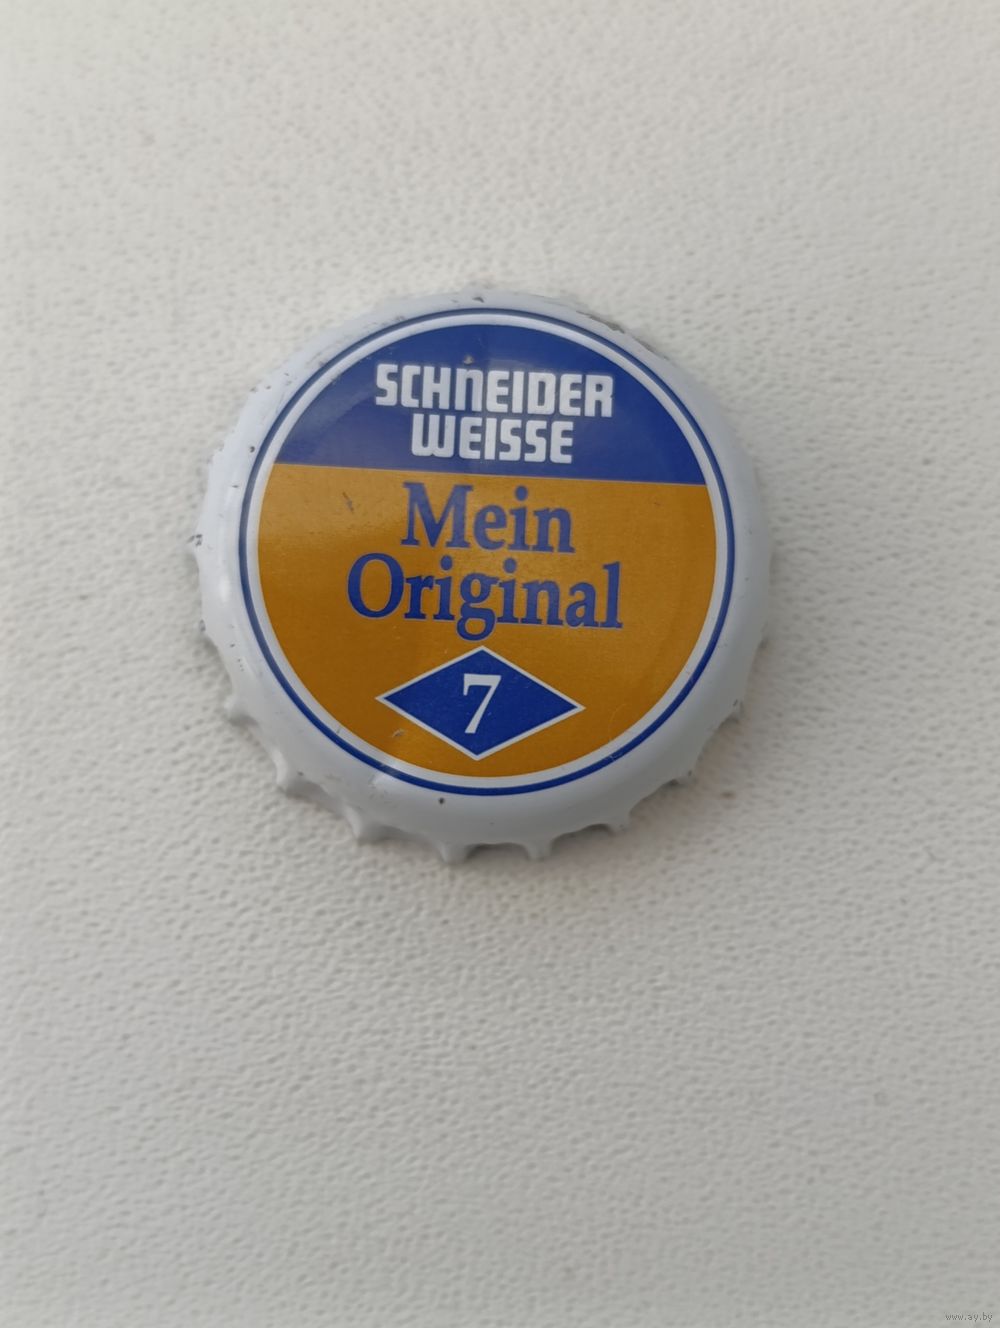 SCHNEIDER
WEISSE
Mein
Original
7
www.ay.by